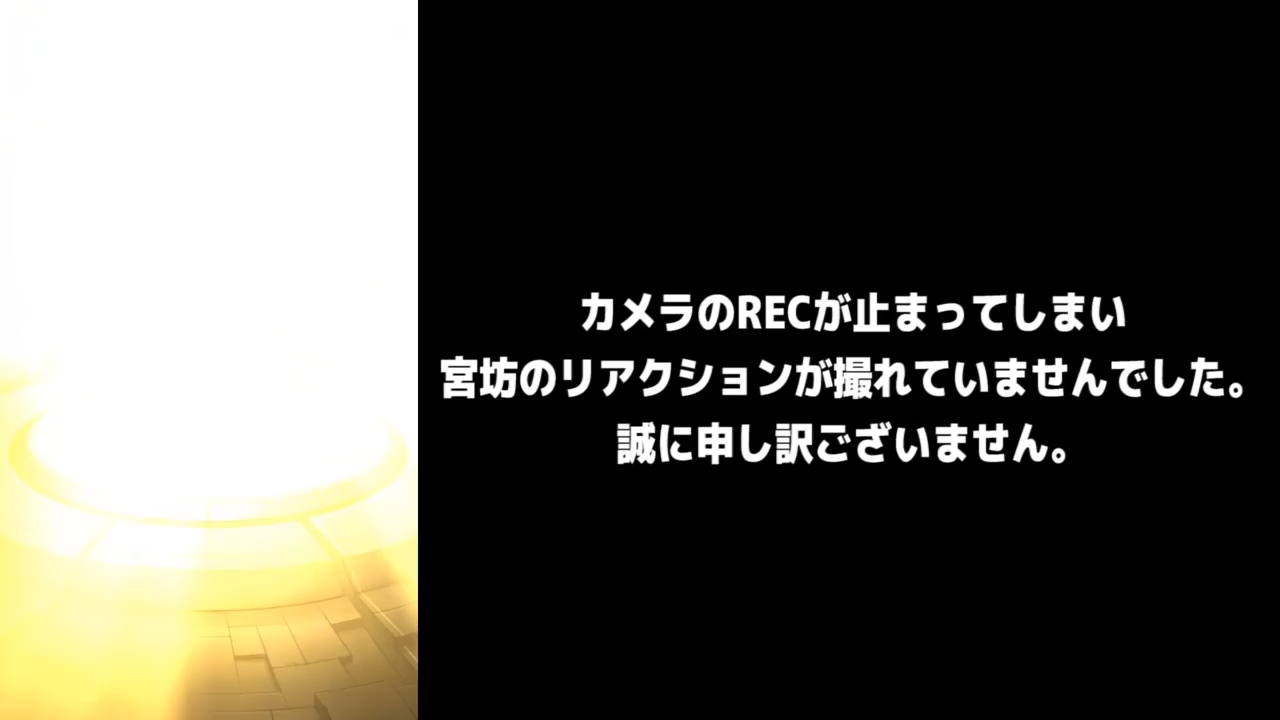 カメラのRECが止まってしまい
宮坊のリアクションが撮れていませんでした。
誠に申し訳ございません。